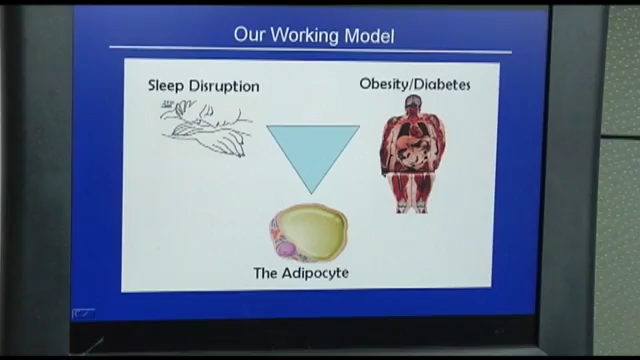 Our Working Model
Sleep Disruption
Obesity/Diabetes
The Adipocyte